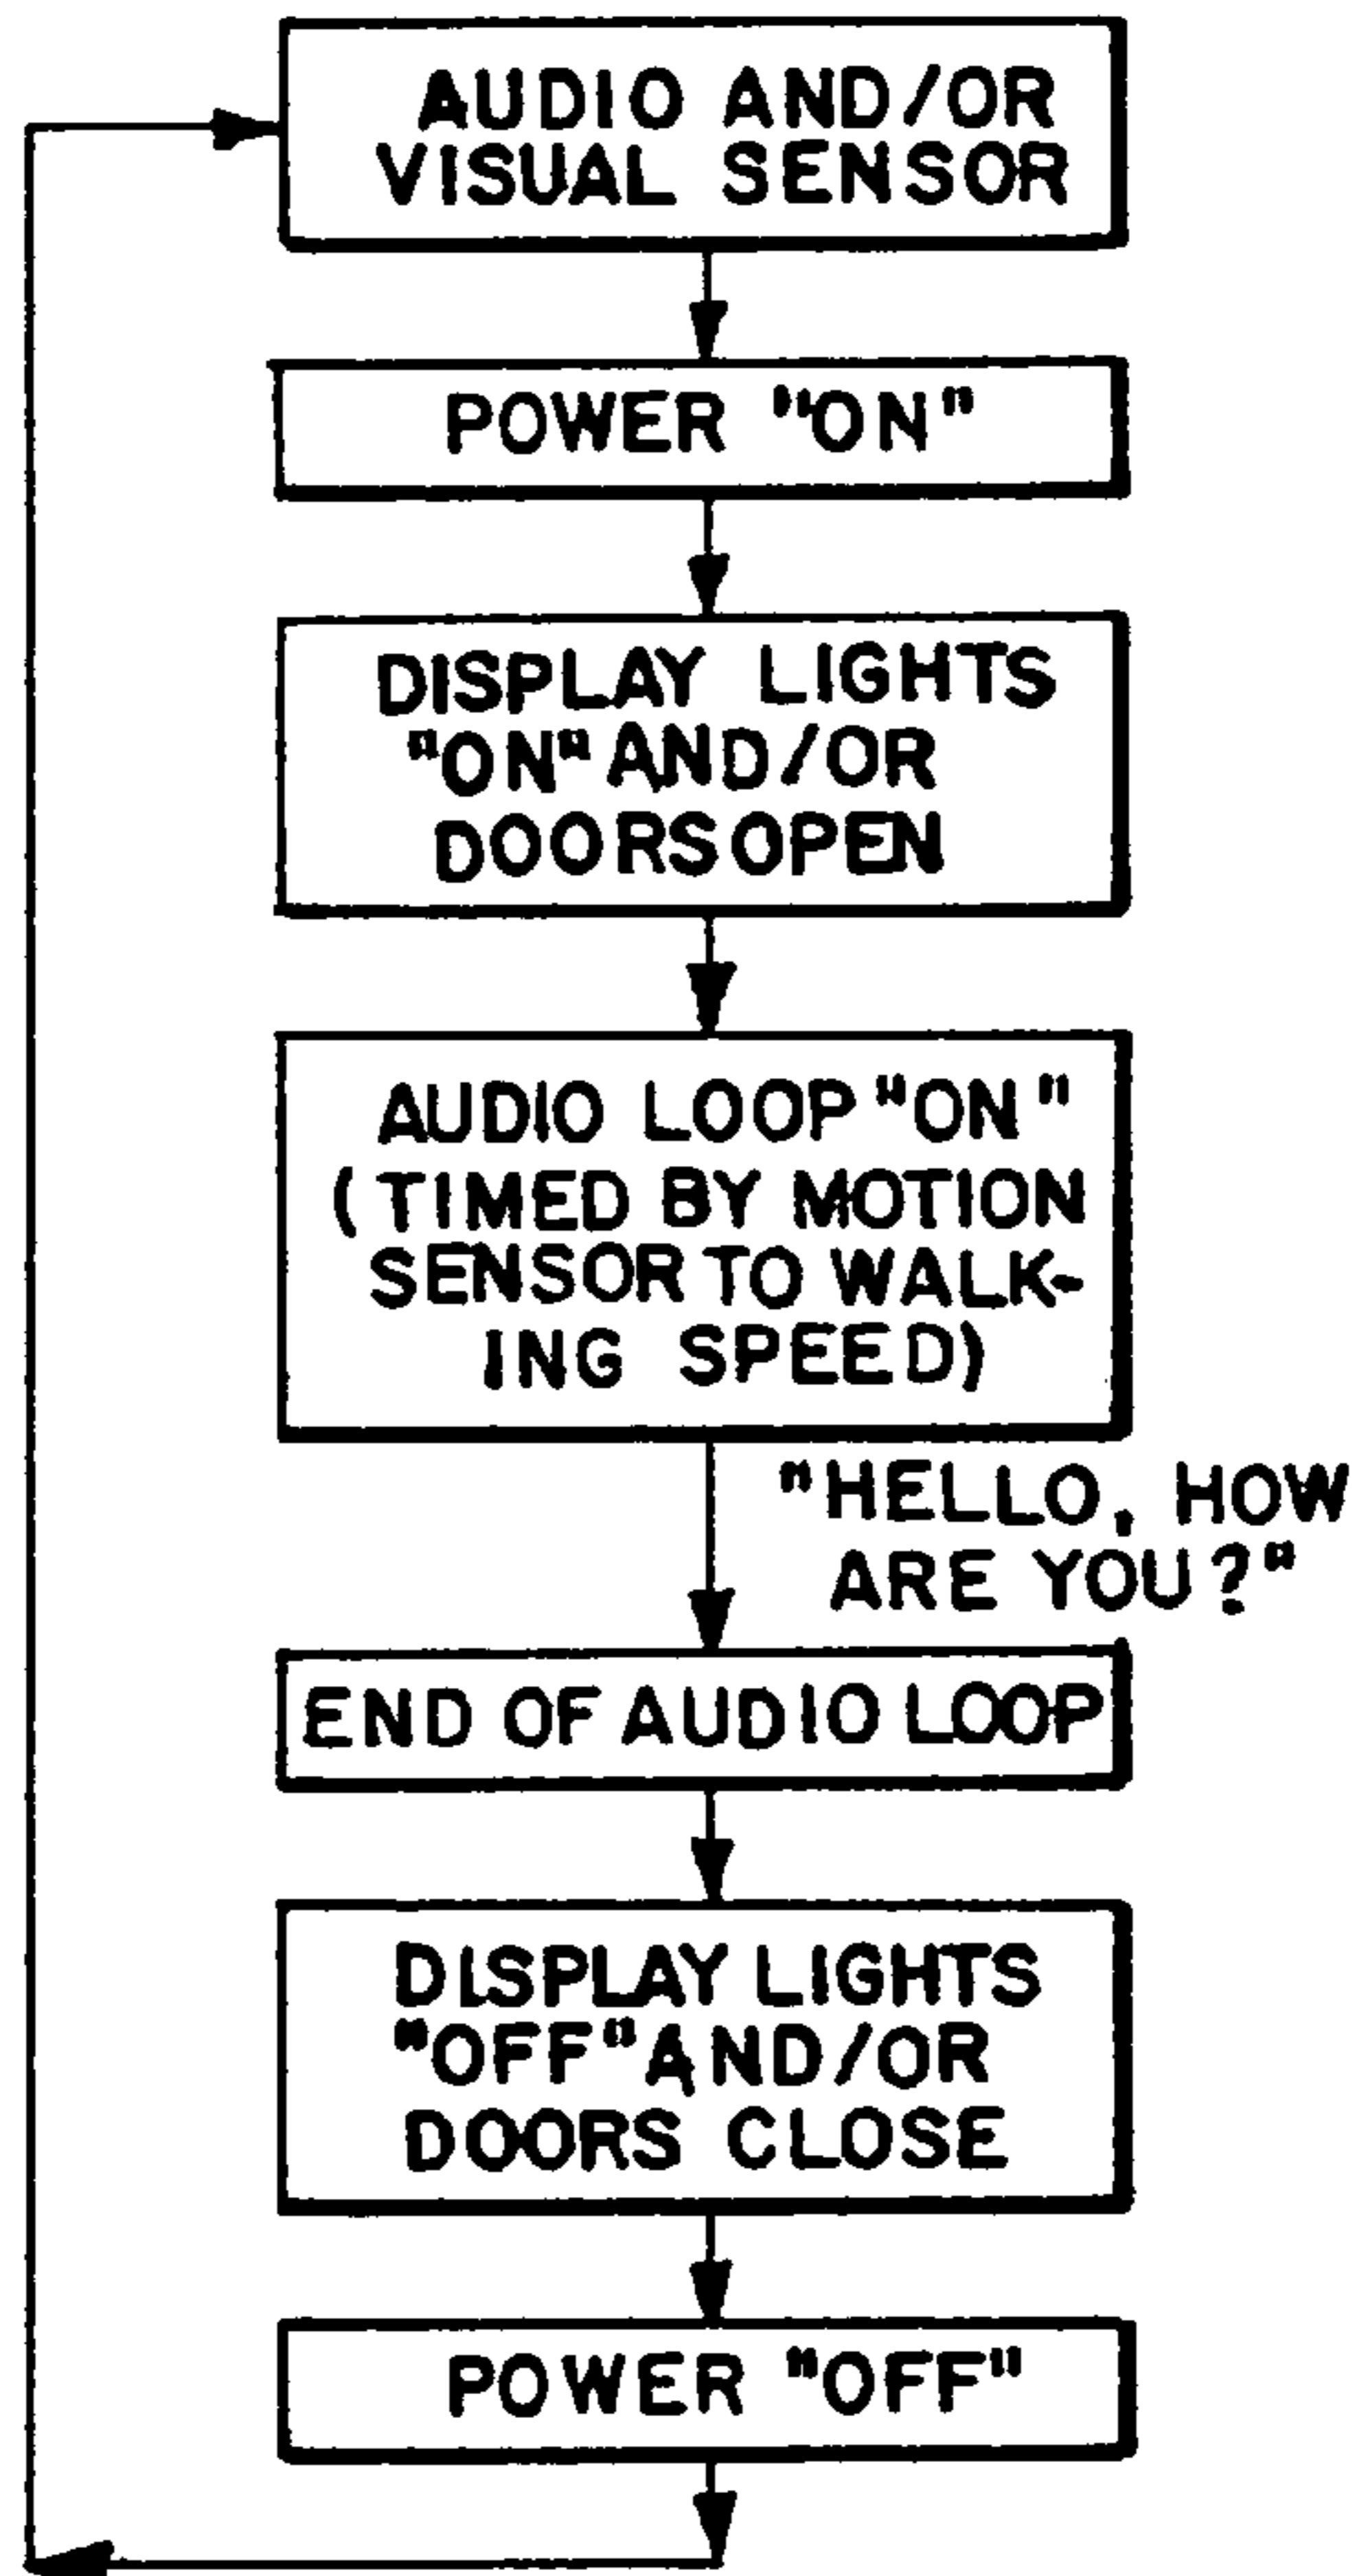 AUDIO AND/OR
VISUAL SENSOR
POWER "ON"
DISPLAY LIGHTS
"ON" AND/OR
DOORS OPEN
AUDIO LOOP "ON"
(TIMED BY MOTION
SENSOR TO WALK-
ING SPEED)
"HELLO, HOW
ARE YOU?"
END OF AUDIO LOOP
DISPLAY LIGHTS
"OFF" AND/OR
DOORS CLOSE
POWER "OFF"